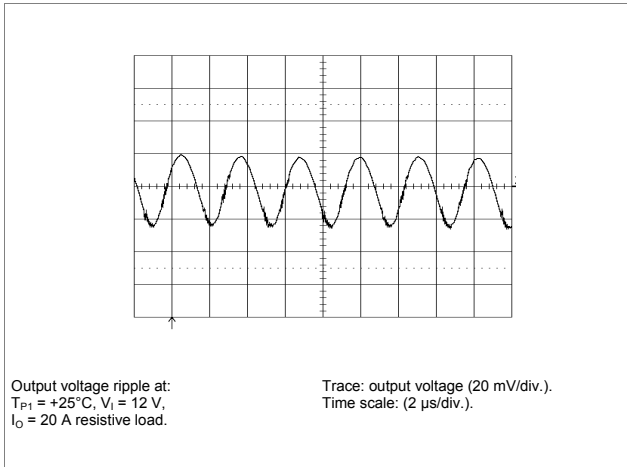 Output voltage ripple at:
T_P1 = +25°C, V_I = 12 V,
I_O = 20 A resistive load.
Trace: output voltage (20 mV/div.).
Time scale: (2 µs/div.).